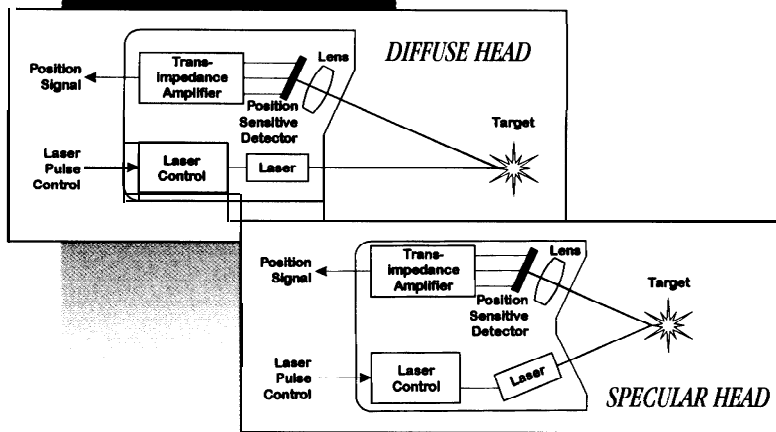 DIFFUSE HEAD
Lens
Trans-
impedance
Amplifier
Position
Signal
Position
Sensitive
Detector
Target
Laser
Pulse
Control
Laser
Control
Laser
Lens
Trans-
impedance
Amplifier
Position
Signal
Position
Sensitive
Detector
Target
Laser
Pulse
Control
Laser
Control
Laser
SPECULAR HEAD